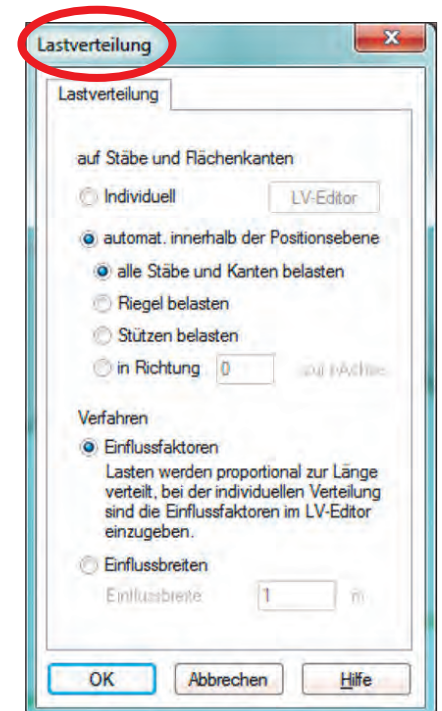 Lastverteilung
Lastverteilung
auf Stäbe und Flächenkanten
Individuell LV-Editor
automat. innerhalb der Positionsebene
alle Stäbe und Kanten belasten
Riegel belasten
Stützen belasten
in Richtung 0
Verfahren
Einflussfaktoren
Lasten werden proportional zur Länge
verteilt, bei der individuellen Verteilung
sind die Einflussfaktoren im LV-Editor
einzugeben.
Einflussbreiten
Einflussbreite 1 m
OK Abbrechen Hilfe